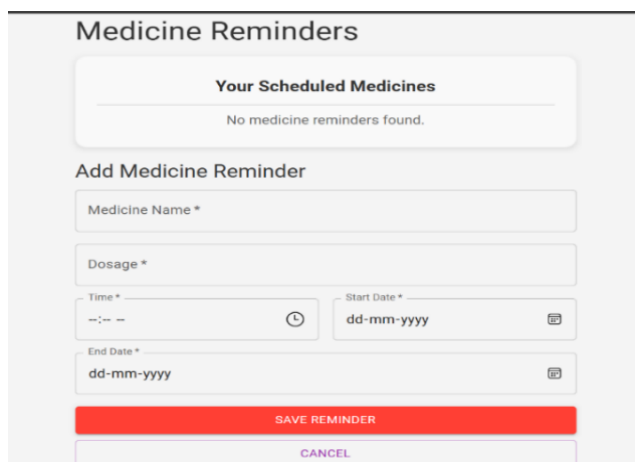 Medicine Reminders
Your Scheduled Medicines
No medicine reminders found.
Add Medicine Reminder
Medicine Name *
Dosage *
Time * Start Date *
--:-- -- dd-mm-yyyy
End Date *
dd-mm-yyyy
SAVE REMINDER
CANCEL